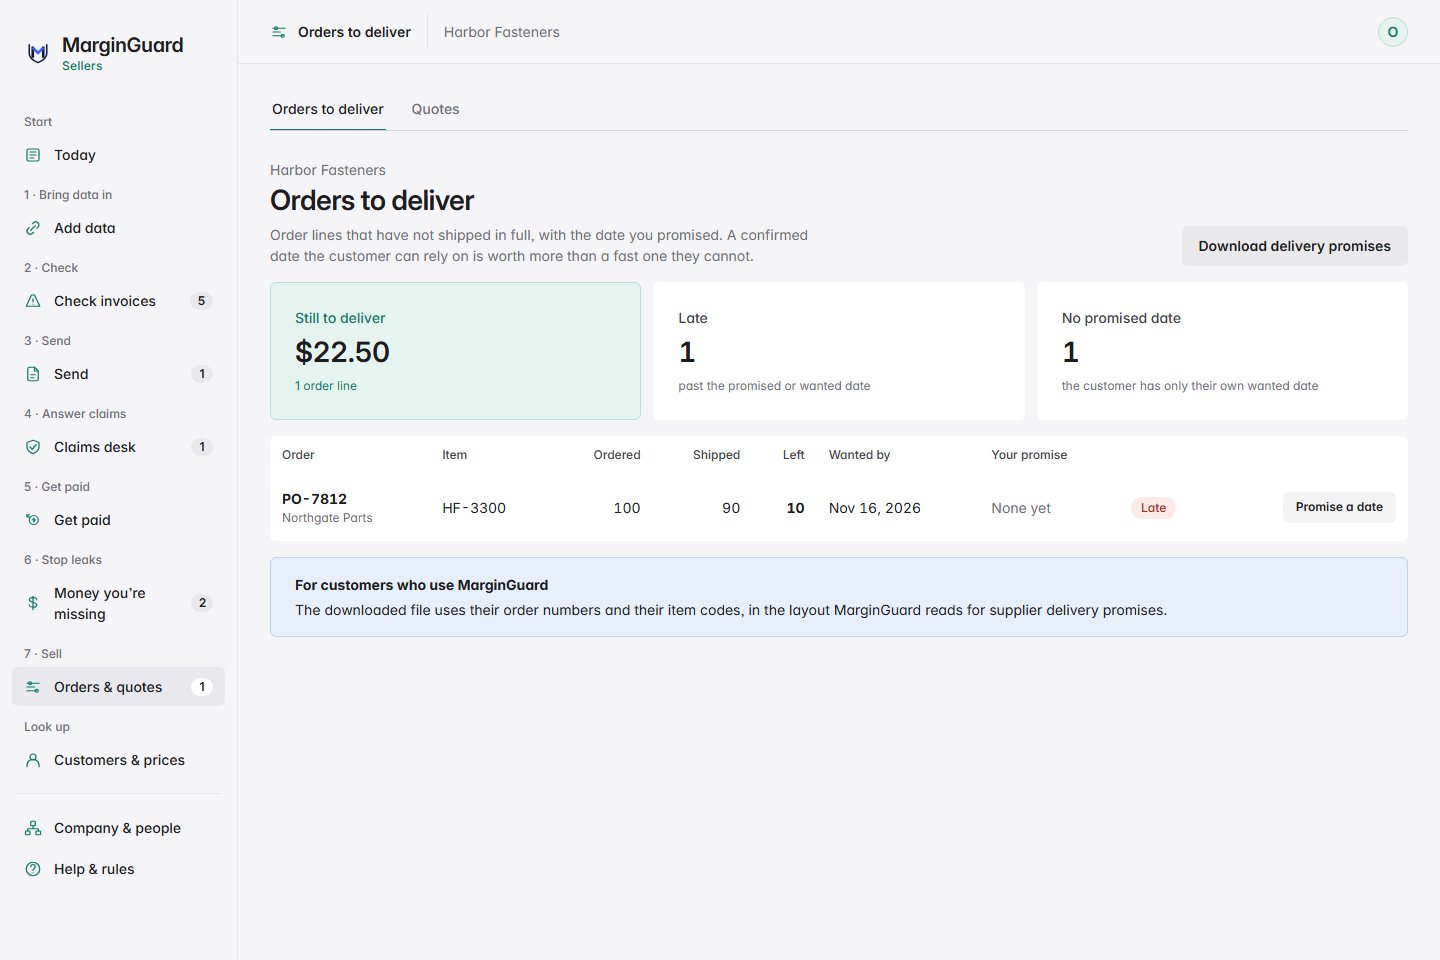 MarginGuard
Sellers
Start
Today
1 · Bring data in
Add data
2 · Check
Check invoices 5
3 · Send
Send 1
4 · Answer claims
Claims desk 1
5 · Get paid
Get paid
6 · Stop leaks
Money you’re
missing 2
7 · Sell
Orders & quotes 1
Look up
Customers & prices
Company & people
Help & rules
Orders to deliver Harbor Fasteners O
Orders to deliver Quotes
Harbor Fasteners
Orders to deliver
Order lines that have not shipped in full, with the date you promised. A confirmed
date the customer can rely on is worth more than a fast one they cannot.
Download delivery promises
Still to deliver
$22.50
1 order line
Late
1
past the promised or wanted date
No promised date
1
the customer has only their own wanted date
Order Item Ordered Shipped Left Wanted by Your promise
PO-7812
Northgate Parts
HF-3300 100 90 10 Nov 16, 2026 None yet Late Promise a date
For customers who use MarginGuard
The downloaded file uses their order numbers and their item codes, in the layout MarginGuard reads for supplier delivery promises.